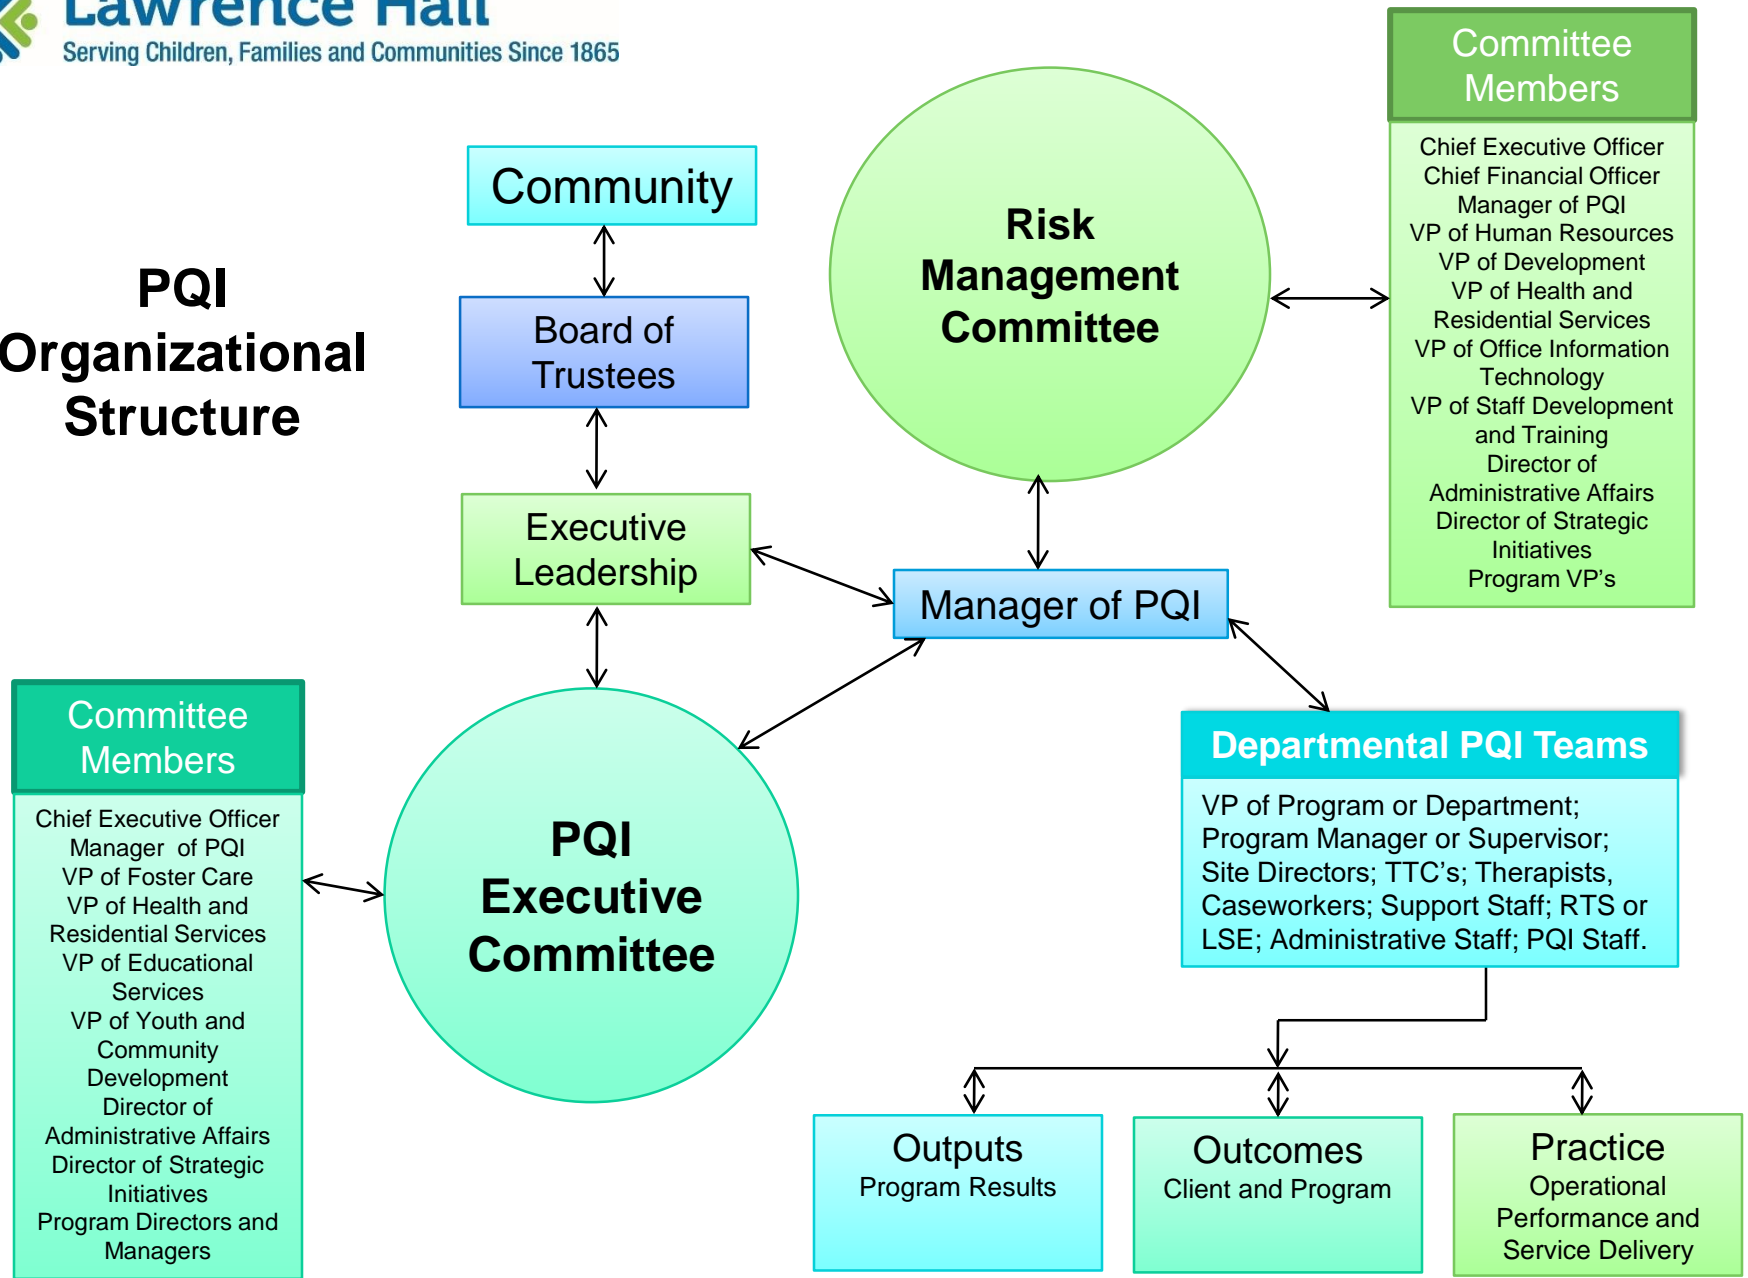 Lawrence Hall
Serving Children, Families and Communities Since 1865
PQI
Organizational
Structure
Community
Board of
Trustees
Executive
Leadership
Risk
Management
Committee
Manager of PQI
Committee
Members
Chief Executive Officer
Chief Financial Officer
Manager of PQI
VP of Human Resources
VP of Development
VP of Health and
Residential Services
VP of Office Information
Technology
VP of Staff Development
and Training
Director of
Administrative Affairs
Director of Strategic
Initiatives
Program VP's
Committee
Members
Chief Executive Officer
Manager of PQI
VP of Foster Care
VP of Health and
Residential Services
VP of Educational
Services
VP of Youth and
Community
Development
Director of
Administrative Affairs
Director of Strategic
Initiatives
Program Directors and
Managers
PQI
Executive
Committee
Departmental PQI Teams
VP of Program or Department;
Program Manager or Supervisor;
Site Directors; TTC's; Therapists,
Caseworkers; Support Staff; RTS or
LSE; Administrative Staff; PQI Staff.
Outputs
Program Results
Outcomes
Client and Program
Practice
Operational
Performance and
Service Delivery